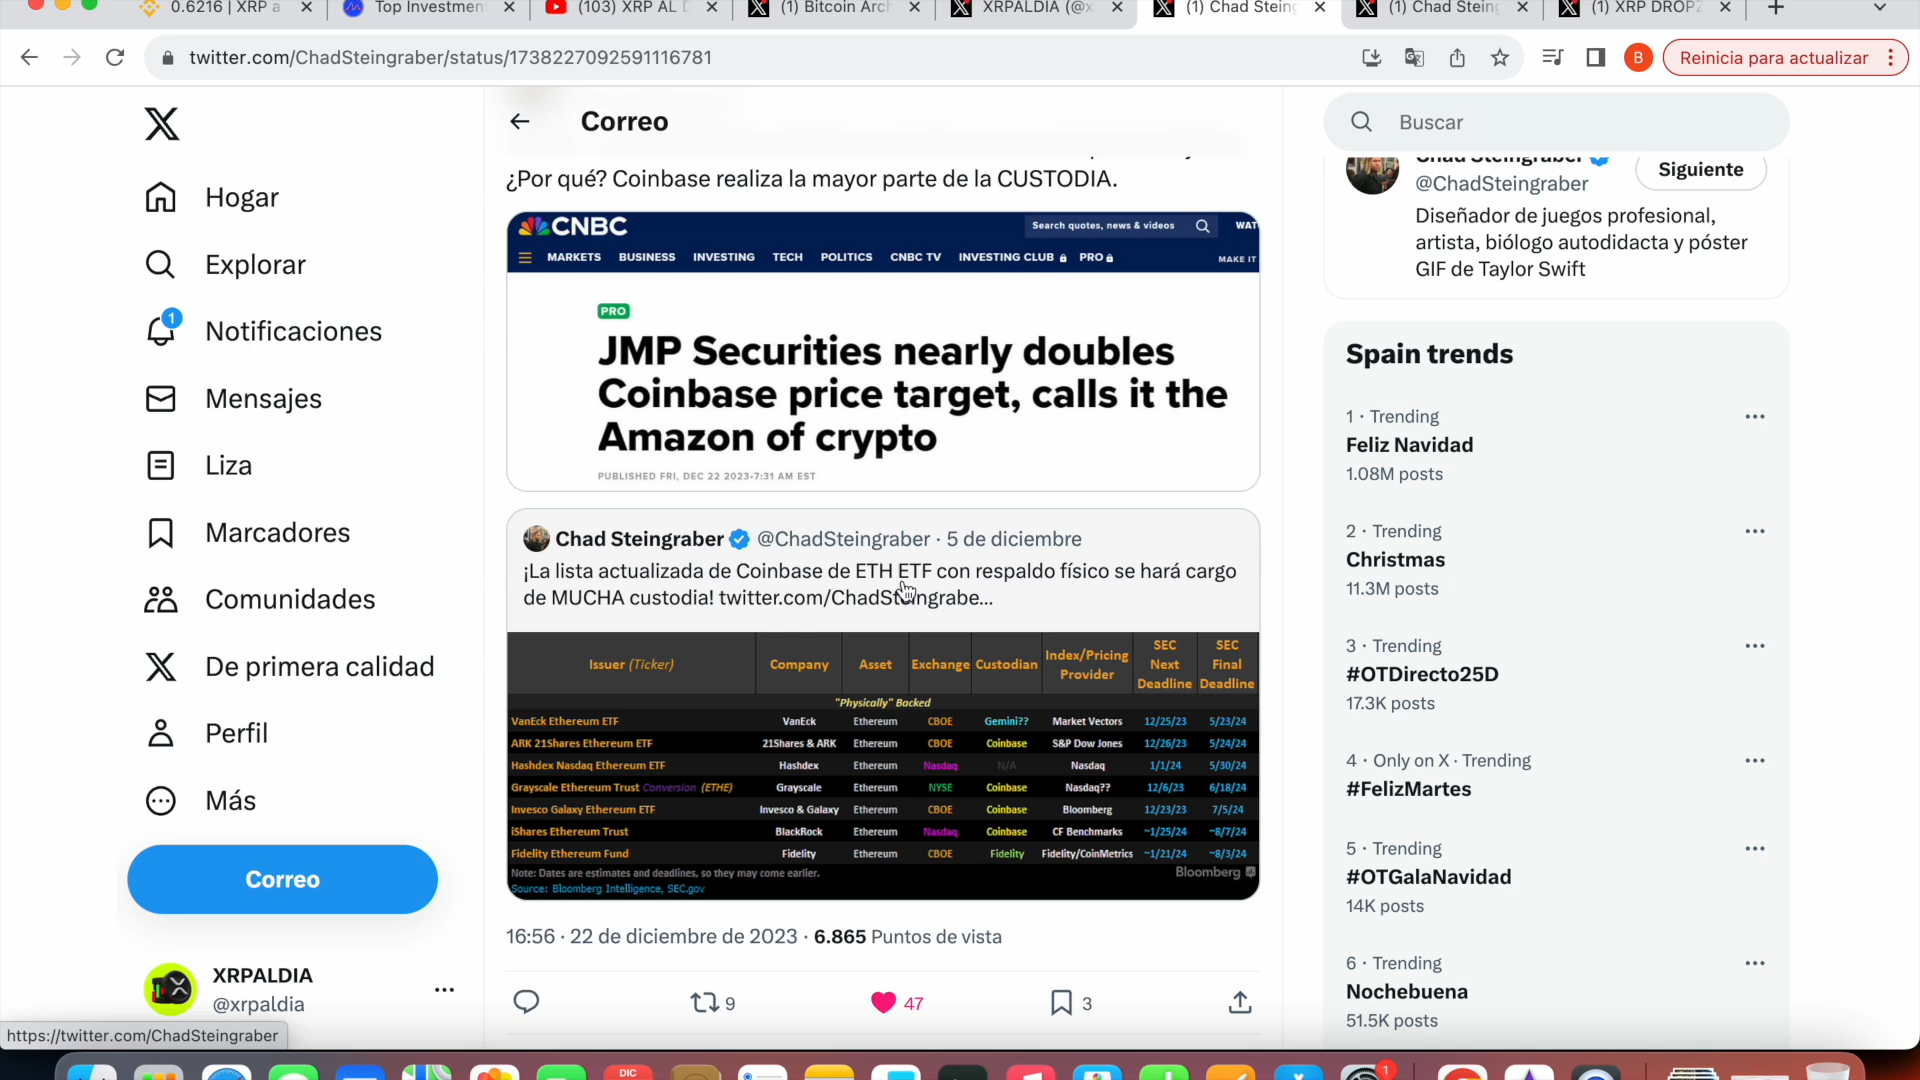 0.6216 | XRP a
Top Investmen
(103) XRP AL D
(1) Bitcoin Arch
XRPALDIA (@x
(1) Chad Stein
(1) Chad Stein
(1) XRP DROPZ
twitter.com/ChadSteingraber/status/1738227092591116781
B
Reinicia para actualizar
Hogar
Explorar
1
Notificaciones
Mensajes
Liza
Marcadores
Comunidades
De primera calidad
Perfil
Más
Correo
XRPALDIA
@xrpaldia
https://twitter.com/ChadSteingraber
Correo
¿Por qué? Coinbase realiza la mayor parte de la CUSTODIA.
CNBC
Search quotes, news & videos
WAT
MARKETS BUSINESS INVESTING TECH POLITICS CNBC TV INVESTING CLUB PRO
MAKE IT
PRO
JMP Securities nearly doubles
Coinbase price target, calls it the
Amazon of crypto
PUBLISHED FRI, DEC 22 2023•7:31 AM EST
Chad Steingraber @ChadSteingraber · 5 de diciembre
¡La lista actualizada de Coinbase de ETH ETF con respaldo físico se hará cargo
de MUCHA custodia! twitter.com/ChadSteingrabe...
Issuer (Ticker) Company Asset Exchange Custodian Index/Pricing Provider SEC Next Deadline SEC Final Deadline
"Physically" Backed
VanEck Ethereum ETF VanEck Ethereum CBOE Gemini?? Market Vectors 12/25/23 5/23/24
ARK 21Shares Ethereum ETF 21Shares & ARK Ethereum CBOE Coinbase S&P Dow Jones 12/26/23 5/24/24
Hashdex Nasdaq Ethereum ETF Hashdex Ethereum Nasdaq N/A Nasdaq 1/1/24 5/30/24
Grayscale Ethereum Trust Conversion (ETHE) Grayscale Ethereum NYSE Coinbase Nasdaq?? 12/6/23 6/18/24
Invesco Galaxy Ethereum ETF Invesco & Galaxy Ethereum CBOE Coinbase Bloomberg 12/23/23 7/5/24
iShares Ethereum Trust BlackRock Ethereum Nasdaq Coinbase CF Benchmarks ~1/25/24 ~8/7/24
Fidelity Ethereum Fund Fidelity Ethereum CBOE Fidelity Fidelity/CoinMetrics ~1/21/24 ~8/3/24
Note: Dates are estimates and deadlines, so they may come earlier.
Source: Bloomberg Intelligence, SEC.gov
Bloomberg
16:56 · 22 de diciembre de 2023 · 6.865 Puntos de vista
9
47
3
Buscar
Chad Steingraber
@ChadSteingraber
Siguiente
Diseñador de juegos profesional,
artista, biólogo autodidacta y póster
GIF de Taylor Swift
Spain trends
1 · Trending
Feliz Navidad
1.08M posts
2 · Trending
Christmas
11.3M posts
3 · Trending
#OTDirecto25D
17.3K posts
4 · Only on X · Trending
#FelizMartes
5 · Trending
#OTGalaNavidad
14K posts
6 · Trending
Nochebuena
51.5K posts
DIC
1